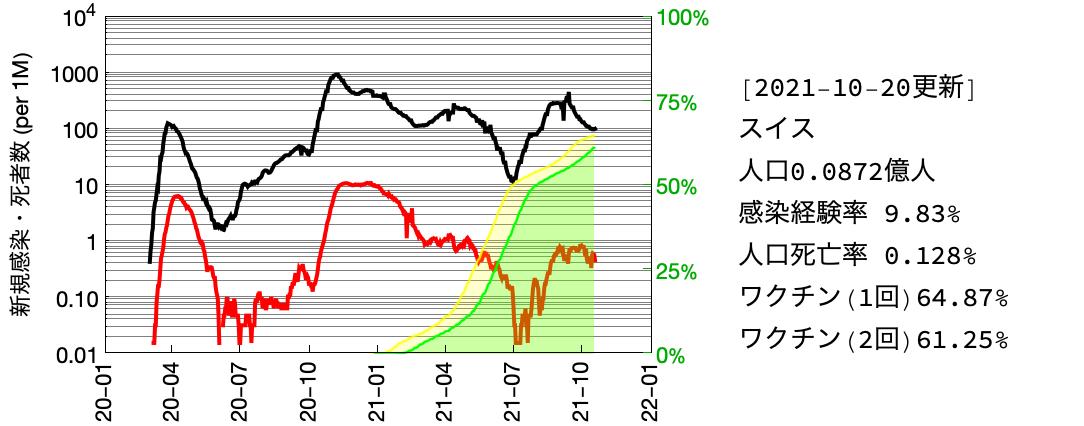 新規感染・死者数 (per 1M)
10^4
1000
100
10
1
0.10
0.01
100%
75%
50%
25%
0%
20−01
20−04
20−07
20−10
21−01
21−04
21−07
21−10
22−01
[2021−10−20更新]
スイス
人口0.0872億人
感染経験率 9.83%
人口死亡率 0.128%
ワクチン(1回)64.87%
ワクチン(2回)61.25%